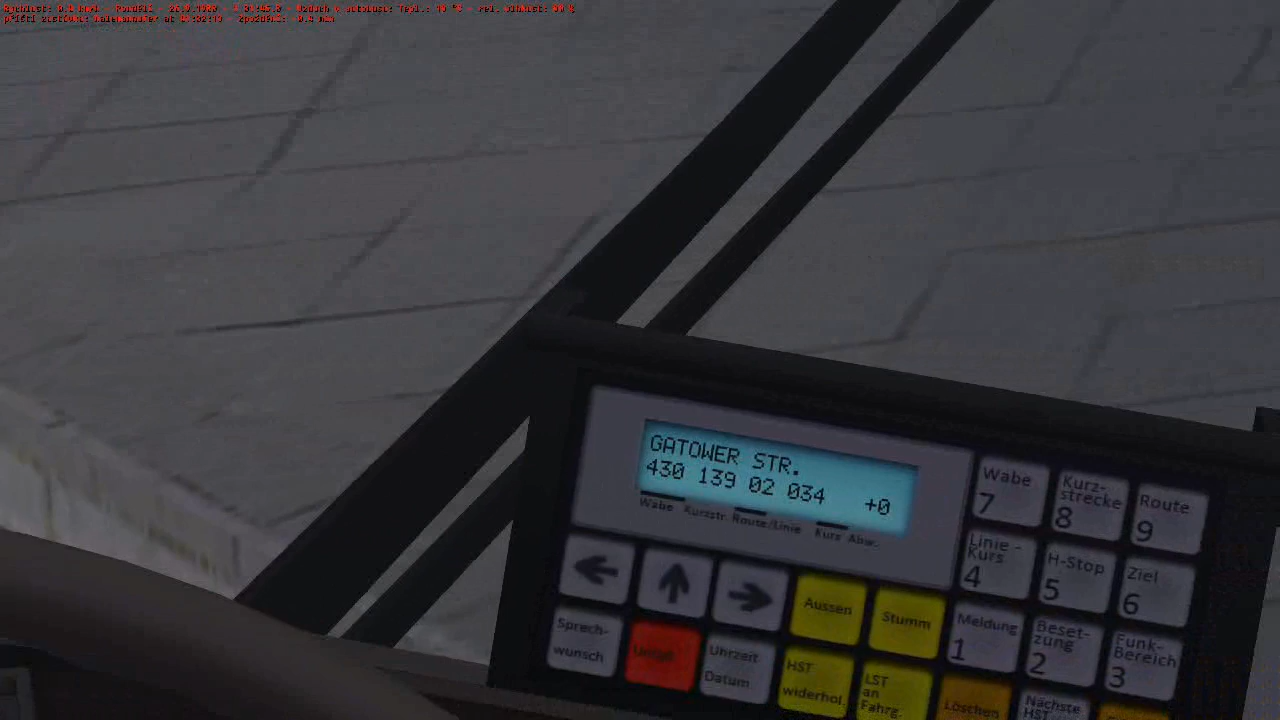 GATOWER STR.
430 139 02 034 +0
Wabe Kurzstr. Route/Linie Kurs Abw.
Wabe
7
Kurz-
strecke
8
Route
9
Linie -
Kurs
4
H-Stop
5
Ziel
6
Aussen
Stumm
Meldung
1
Beset-
zung
2
Funk-
Bereich
3
Sprech-
wunsch
Uhrzeit
Datum
HST
wiederhol.
LST
an
Fahrg.
Löschen
Nächste
HST